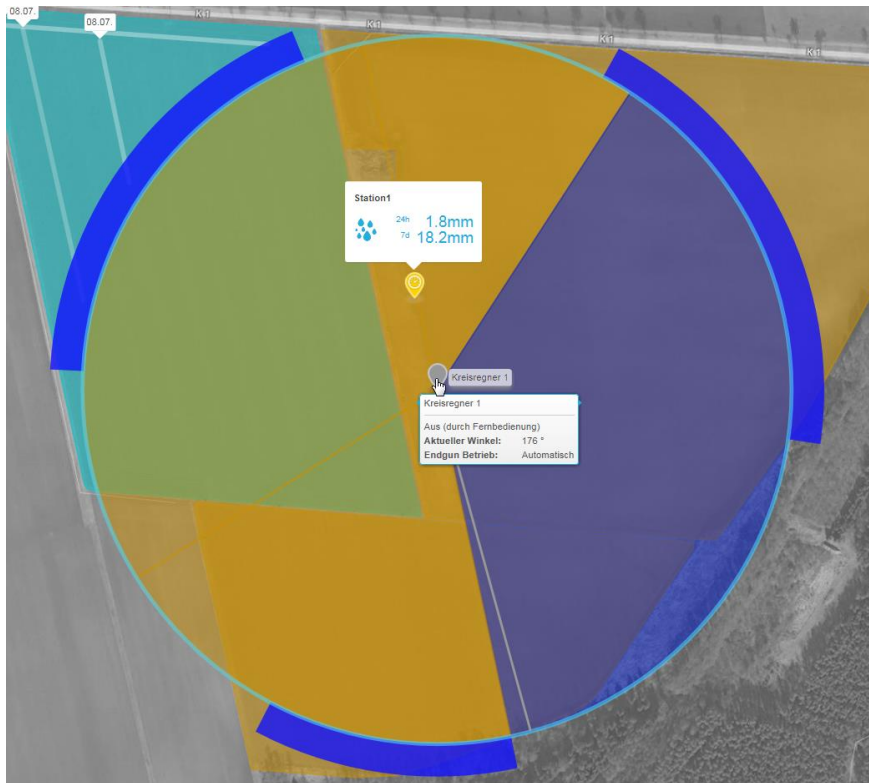 08.07.
08.07.
K1
K1
K1
K1
Station1
24h 1.8mm
7d 18.2mm
Kreisregner 1
Kreisregner 1
Aus (durch Fernbedienung)
Aktueller Winkel: 176 °
Endgun Betrieb: Automatisch